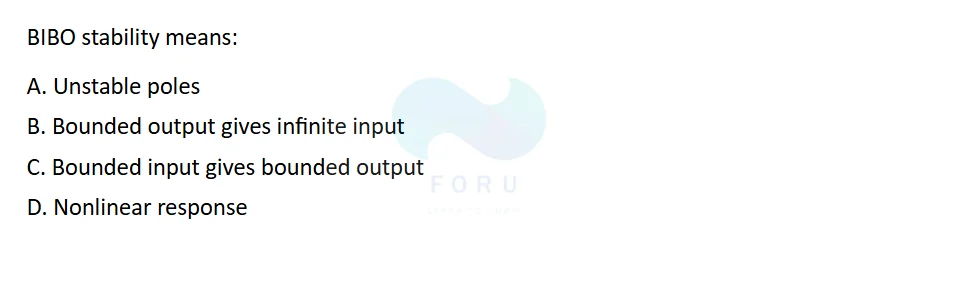 BIBO stability means:
A. Unstable poles
B. Bounded output gives infinite input
C. Bounded input gives bounded output
D. Nonlinear response
FORU